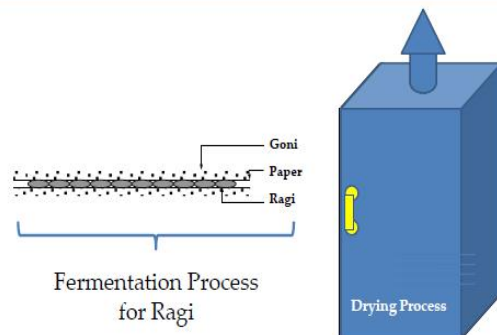 Goni
Paper
Ragi
Fermentation Process
for Ragi
Drying Process